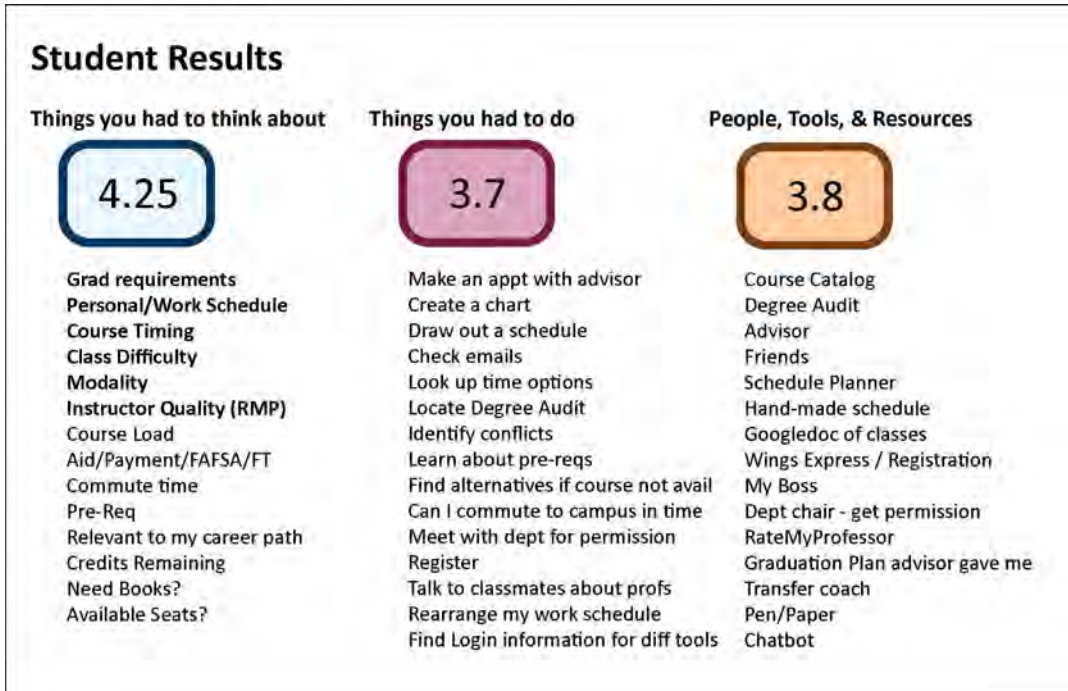 Student Results
Things you had to think about
4.25
Grad requirements
Personal/Work Schedule
Course Timing
Class Difficulty
Modality
Instructor Quality (RMP)
Course Load
Aid/Payment/FAFSA/FT
Commute time
Pre-Req
Relevant to my career path
Credits Remaining
Need Books?
Available Seats?
Things you had to do
3.7
Make an appt with advisor
Create a chart
Draw out a schedule
Check emails
Look up time options
Locate Degree Audit
Identify conflicts
Learn about pre-reqs
Find alternatives if course not avail
Can I commute to campus in time
Meet with dept for permission
Register
Talk to classmates about profs
Rearrange my work schedule
Find Login information for diff tools
People, Tools, & Resources
3.8
Course Catalog
Degree Audit
Advisor
Friends
Schedule Planner
Hand-made schedule
Googledoc of classes
Wings Express / Registration
My Boss
Dept chair - get permission
RateMyProfessor
Graduation Plan advisor gave me
Transfer coach
Pen/Paper
Chatbot